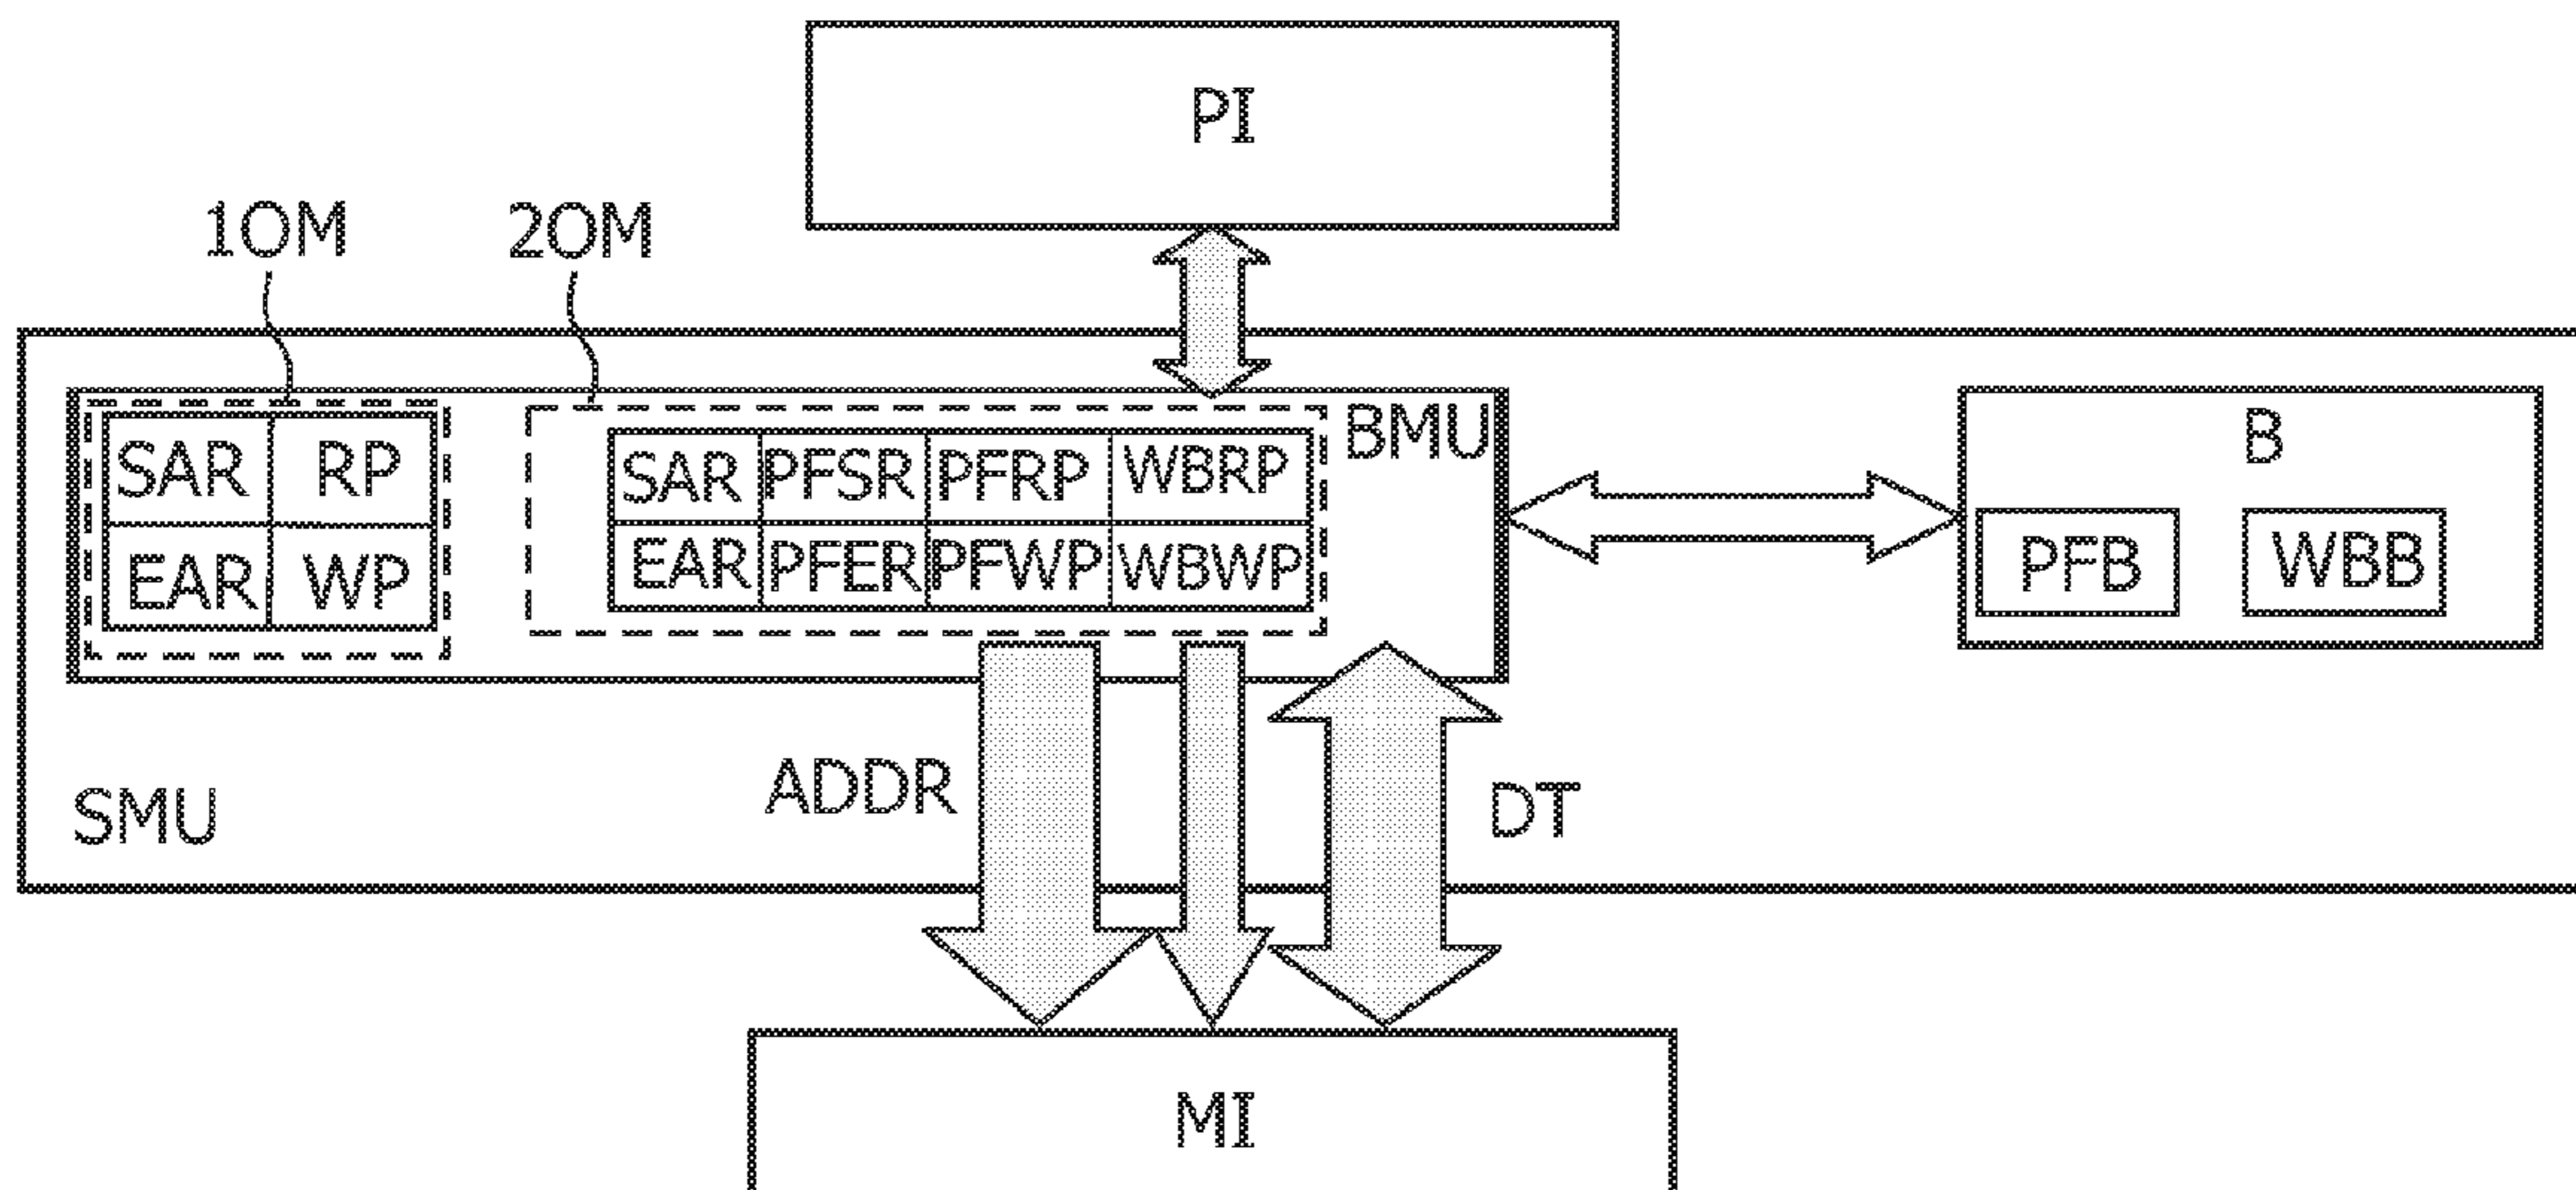 PI
1OM 2OM
BMU
SAR RP
EAR WP
SAR PFSR PFRP WBRP
EAR PFER PFWP WBWP
B
PFB WBB
ADDR
DT
SMU
MI